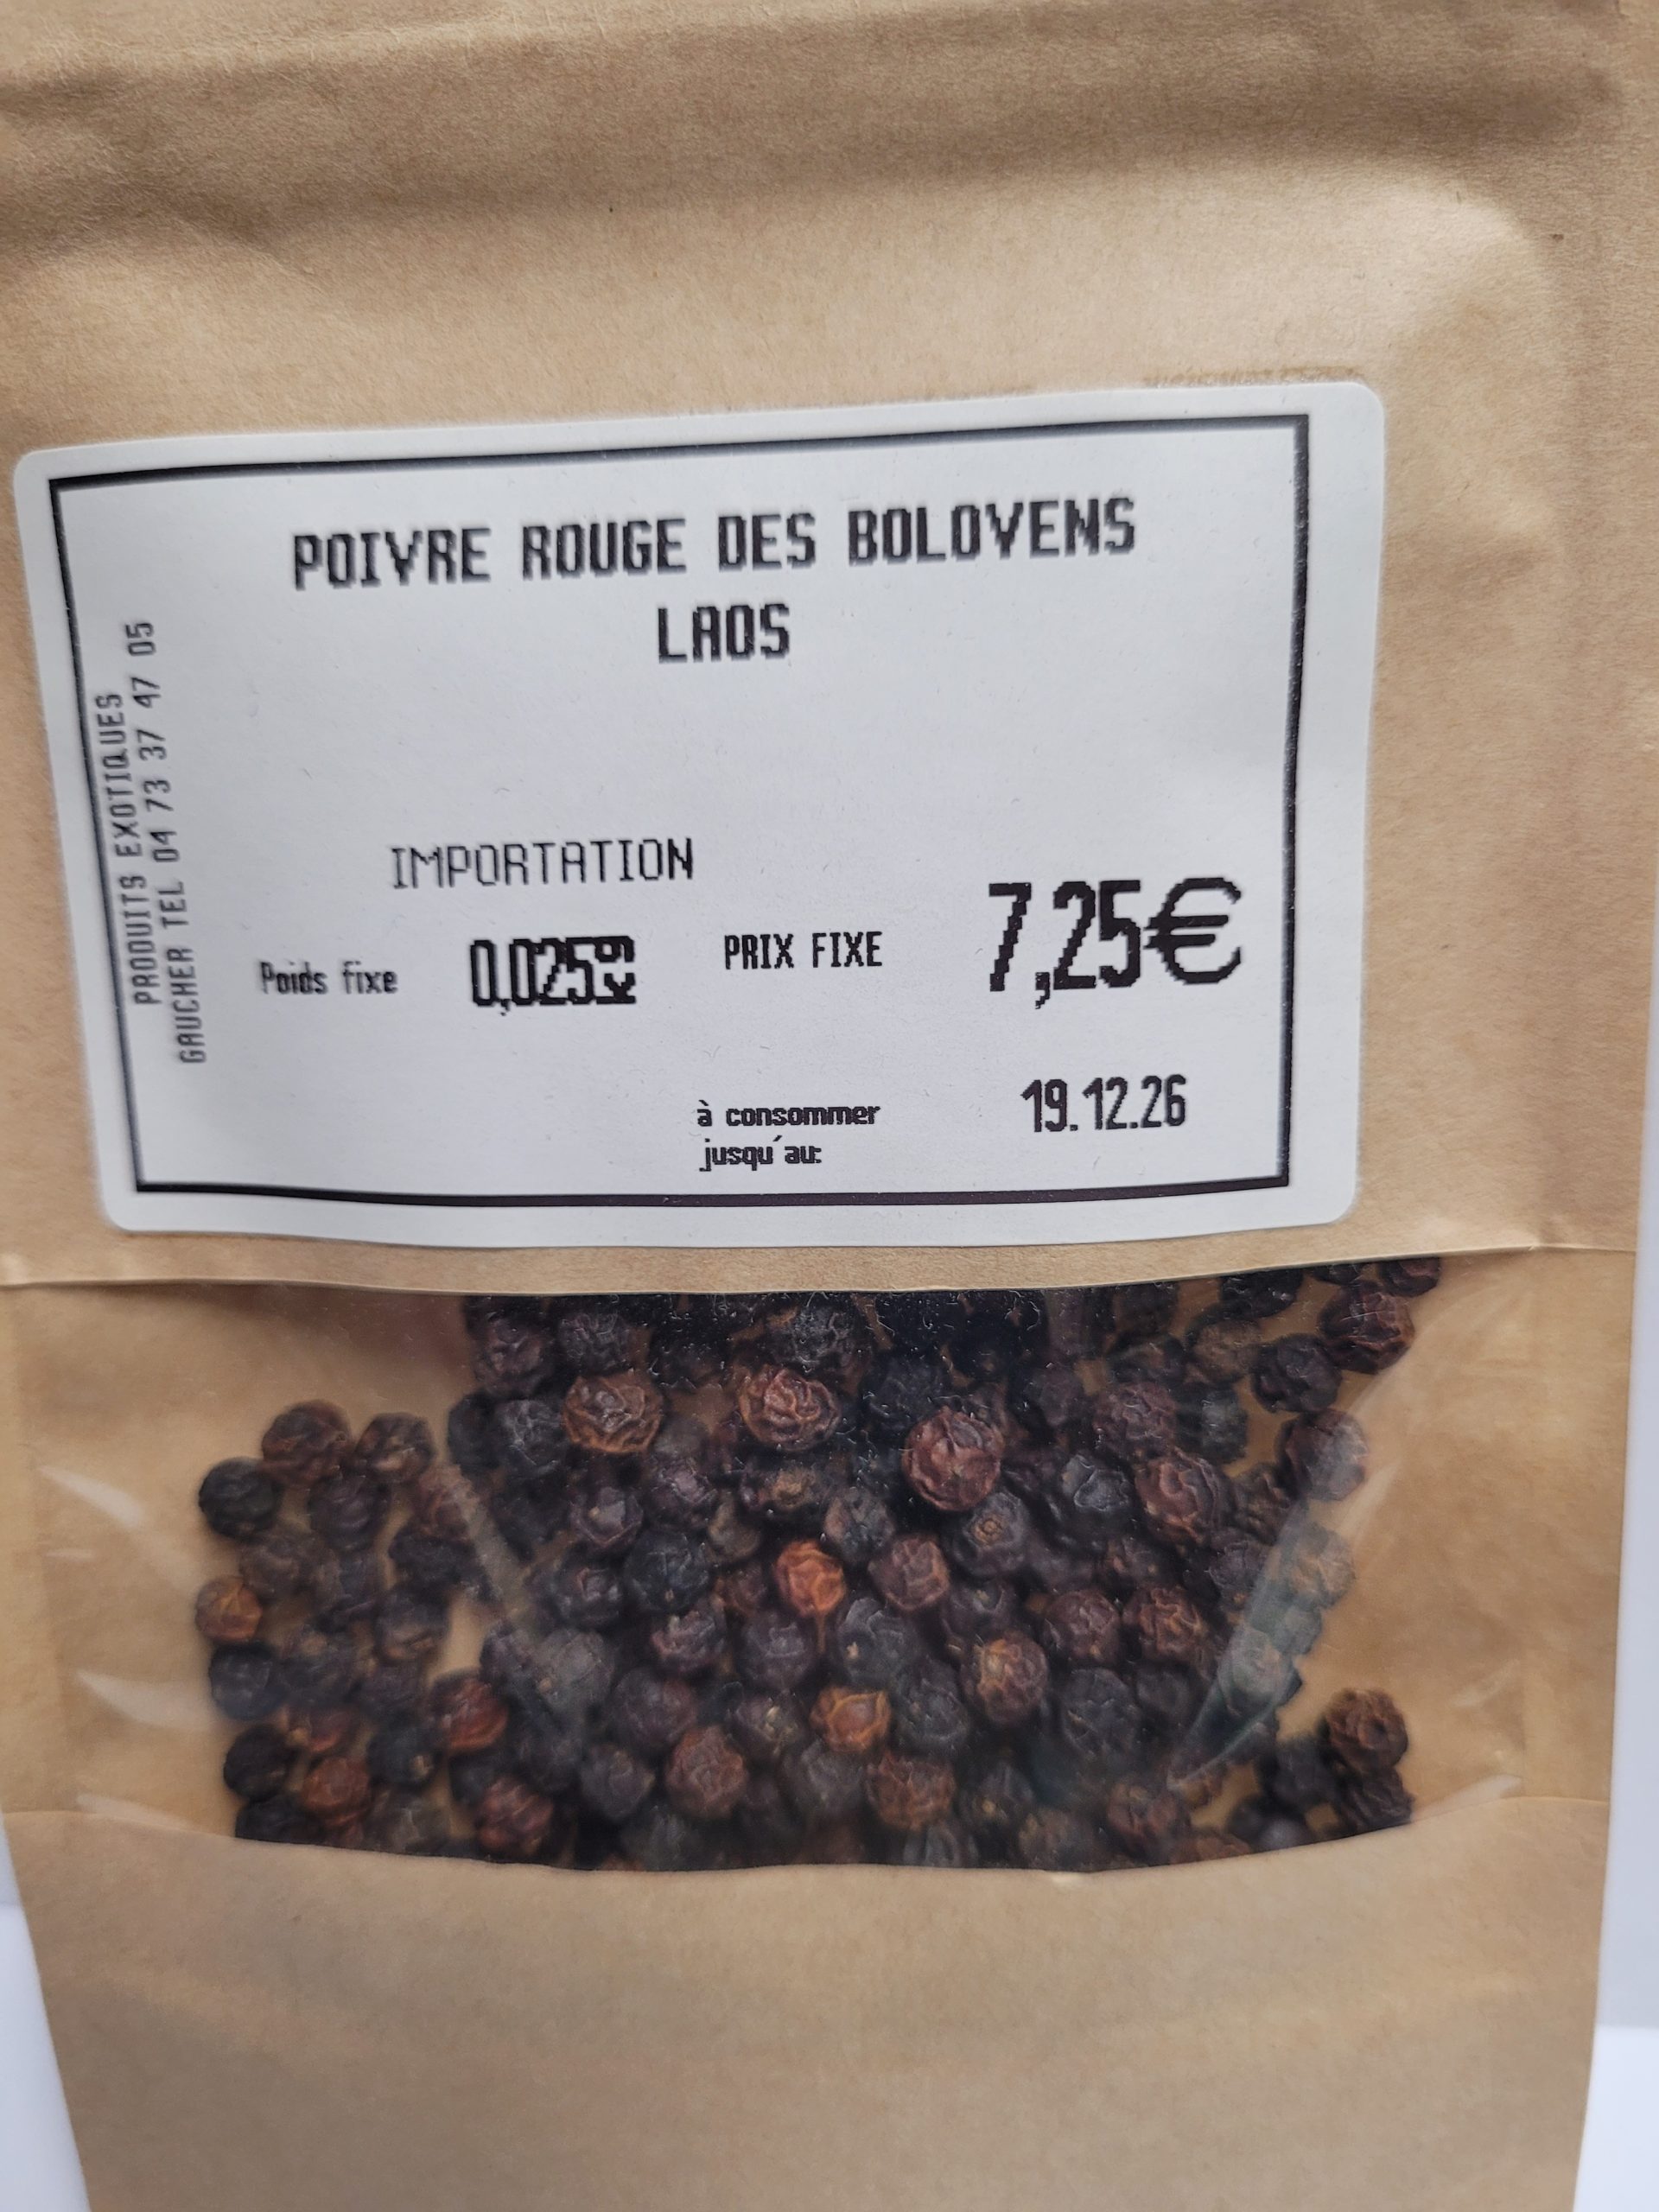 POIVRE ROUGE DES BOLOVENS
LAOS
PRODUITS EXOTIQUES
GAUCHER TEL 04 73 37 47 05
IMPORTATION
Poids fixe 0,025kg PRIX FIXE 7,25€
à consommer 19.12.26
jusqu'au: